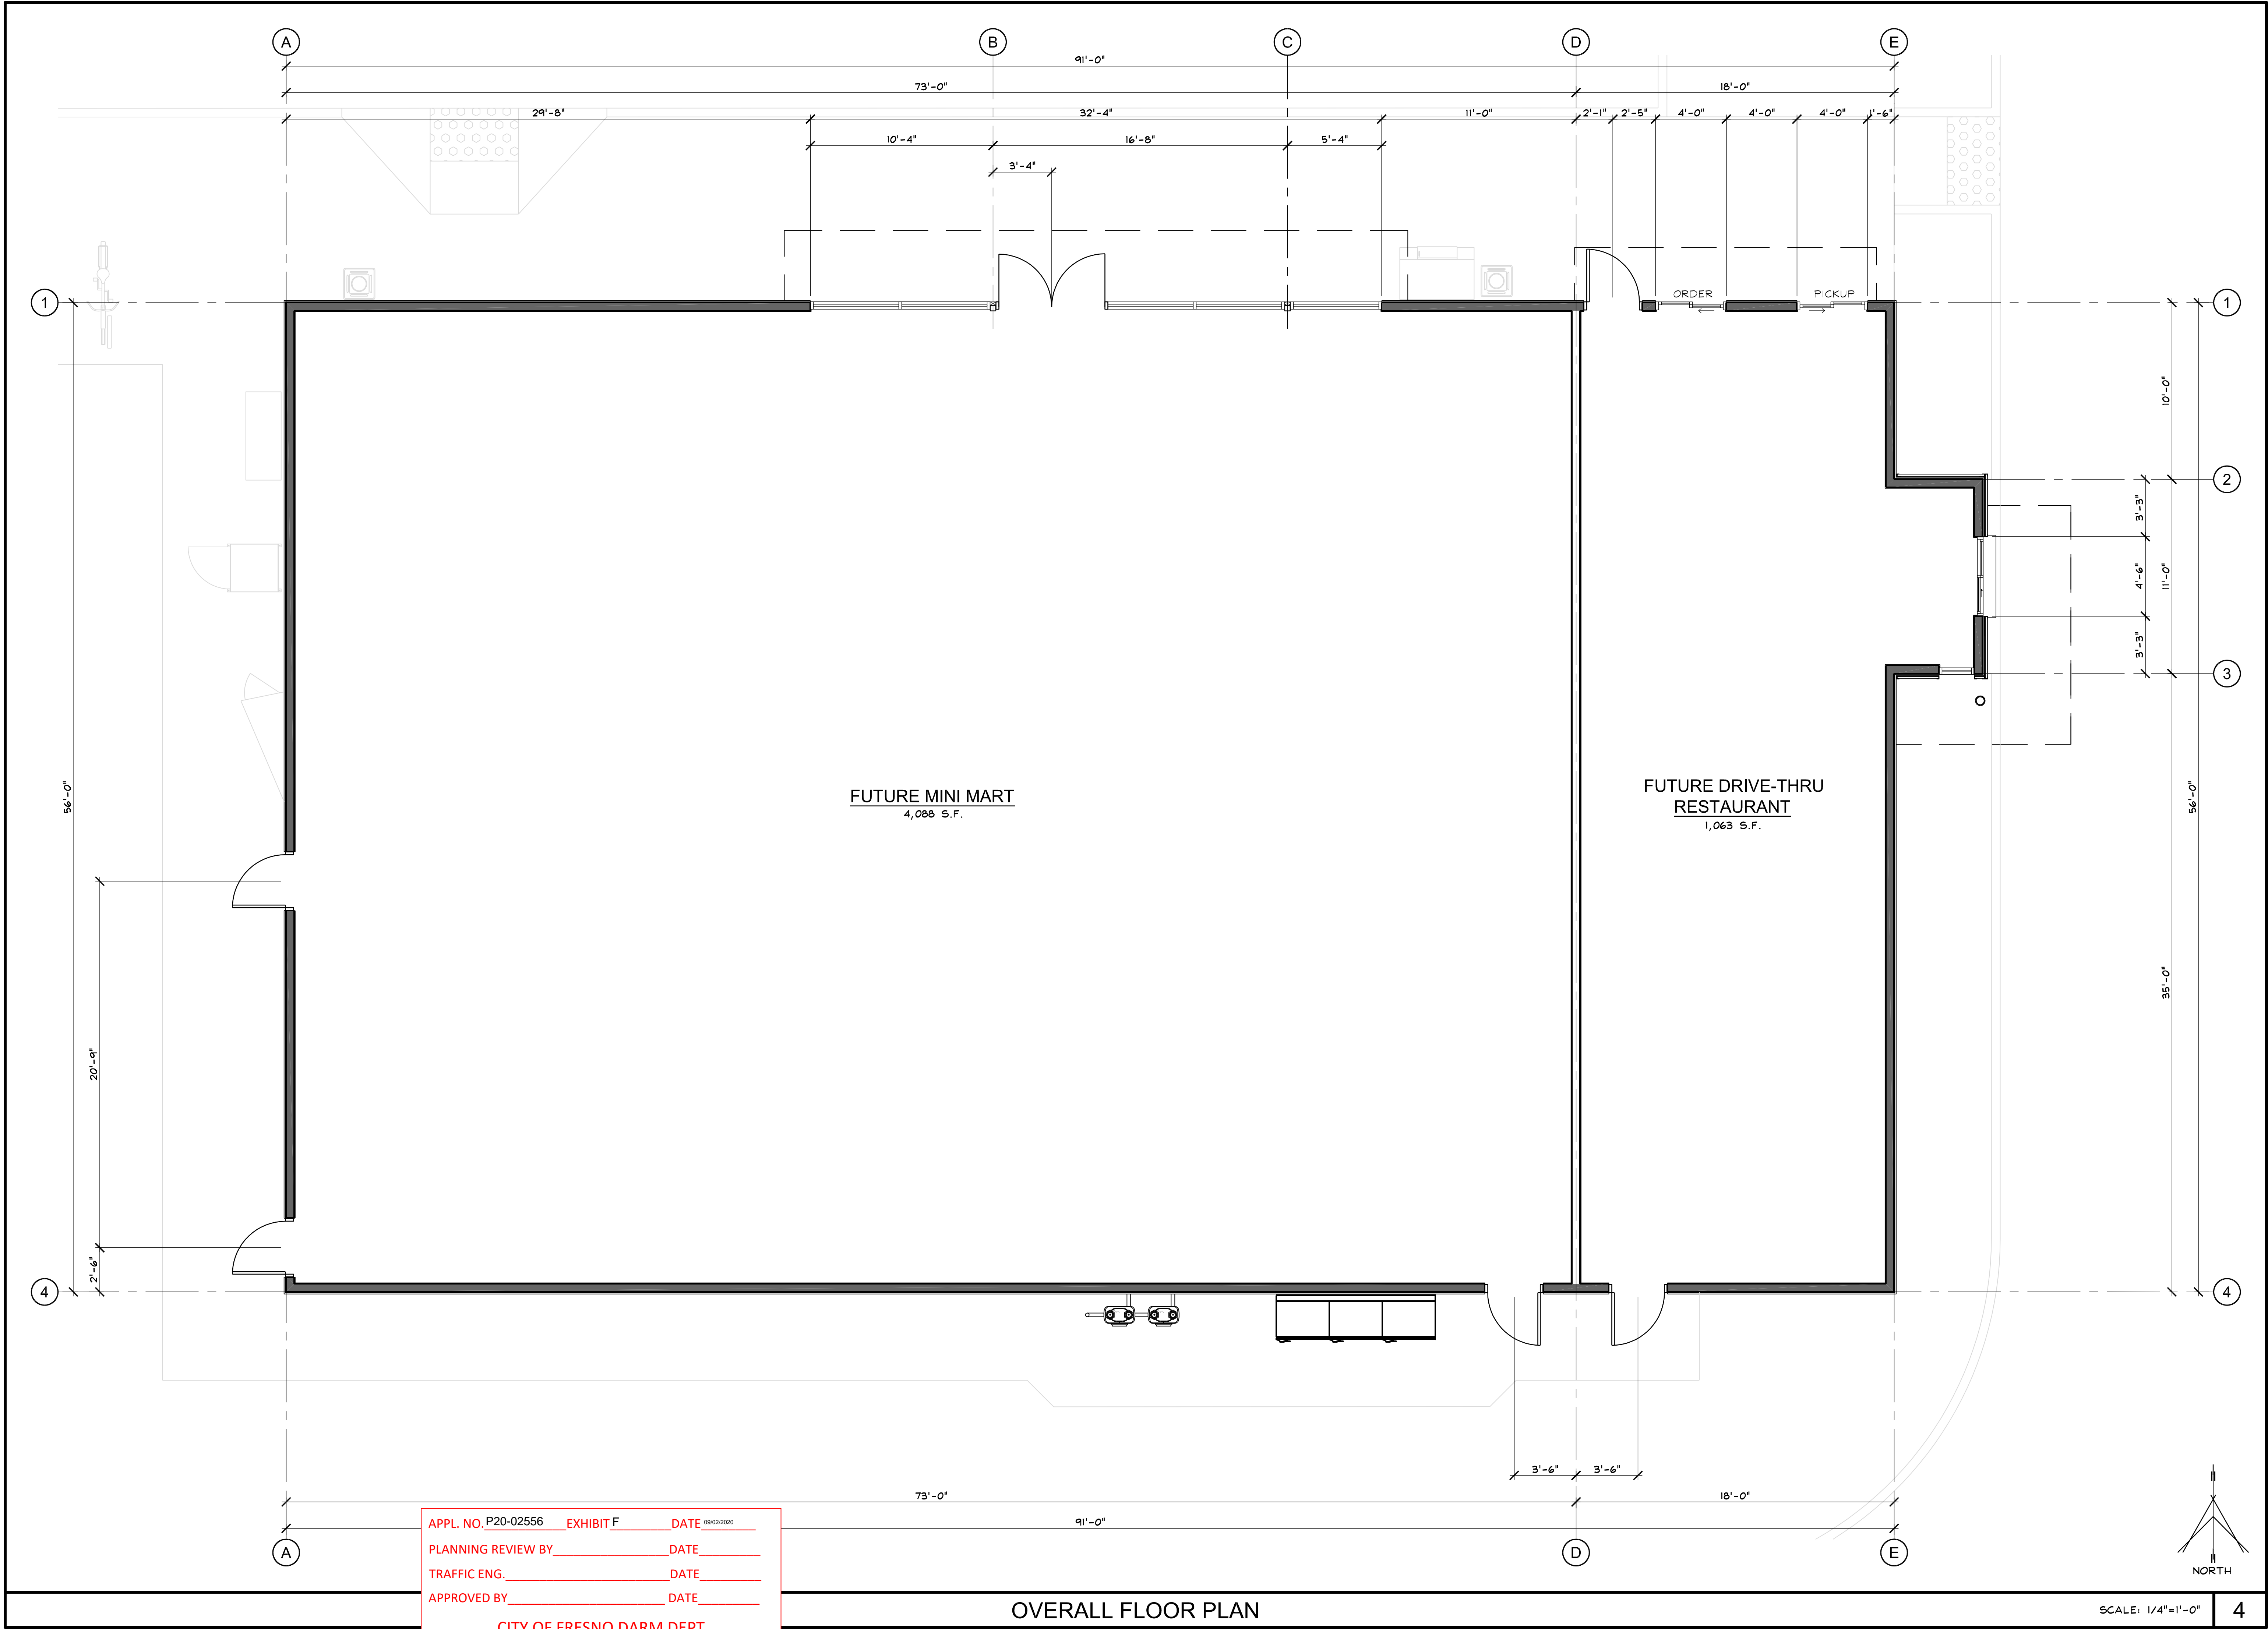 A B C D E
91'-0"
73'-0" 18'-0"
29'-8" 32'-4" 11'-0" 2'-1" 2'-5" 4'-0" 4'-0" 4'-0" 1'-6"
10'-4" 16'-8" 5'-4"
3'-4"
1 ORDER PICKUP 1
10'-0"
2
3'-3"
4'-6" 11'-0"
3'-3"
3
56'-0" 56'-0"
FUTURE MINI MART
4,088 S.F.
FUTURE DRIVE-THRU
RESTAURANT
1,063 S.F.
35'-0"
20'-9"
2'-6"
4 4
3'-6" 3'-6"
73'-0" 18'-0"
91'-0"
A D E
APPL. NO. P20-02556 EXHIBIT F DATE 09/02/2020
PLANNING REVIEW BY DATE
TRAFFIC ENG. DATE
APPROVED BY DATE
CITY OF FRESNO DARM DEPT
NORTH
OVERALL FLOOR PLAN
SCALE: 1/4"=1'-0" 4